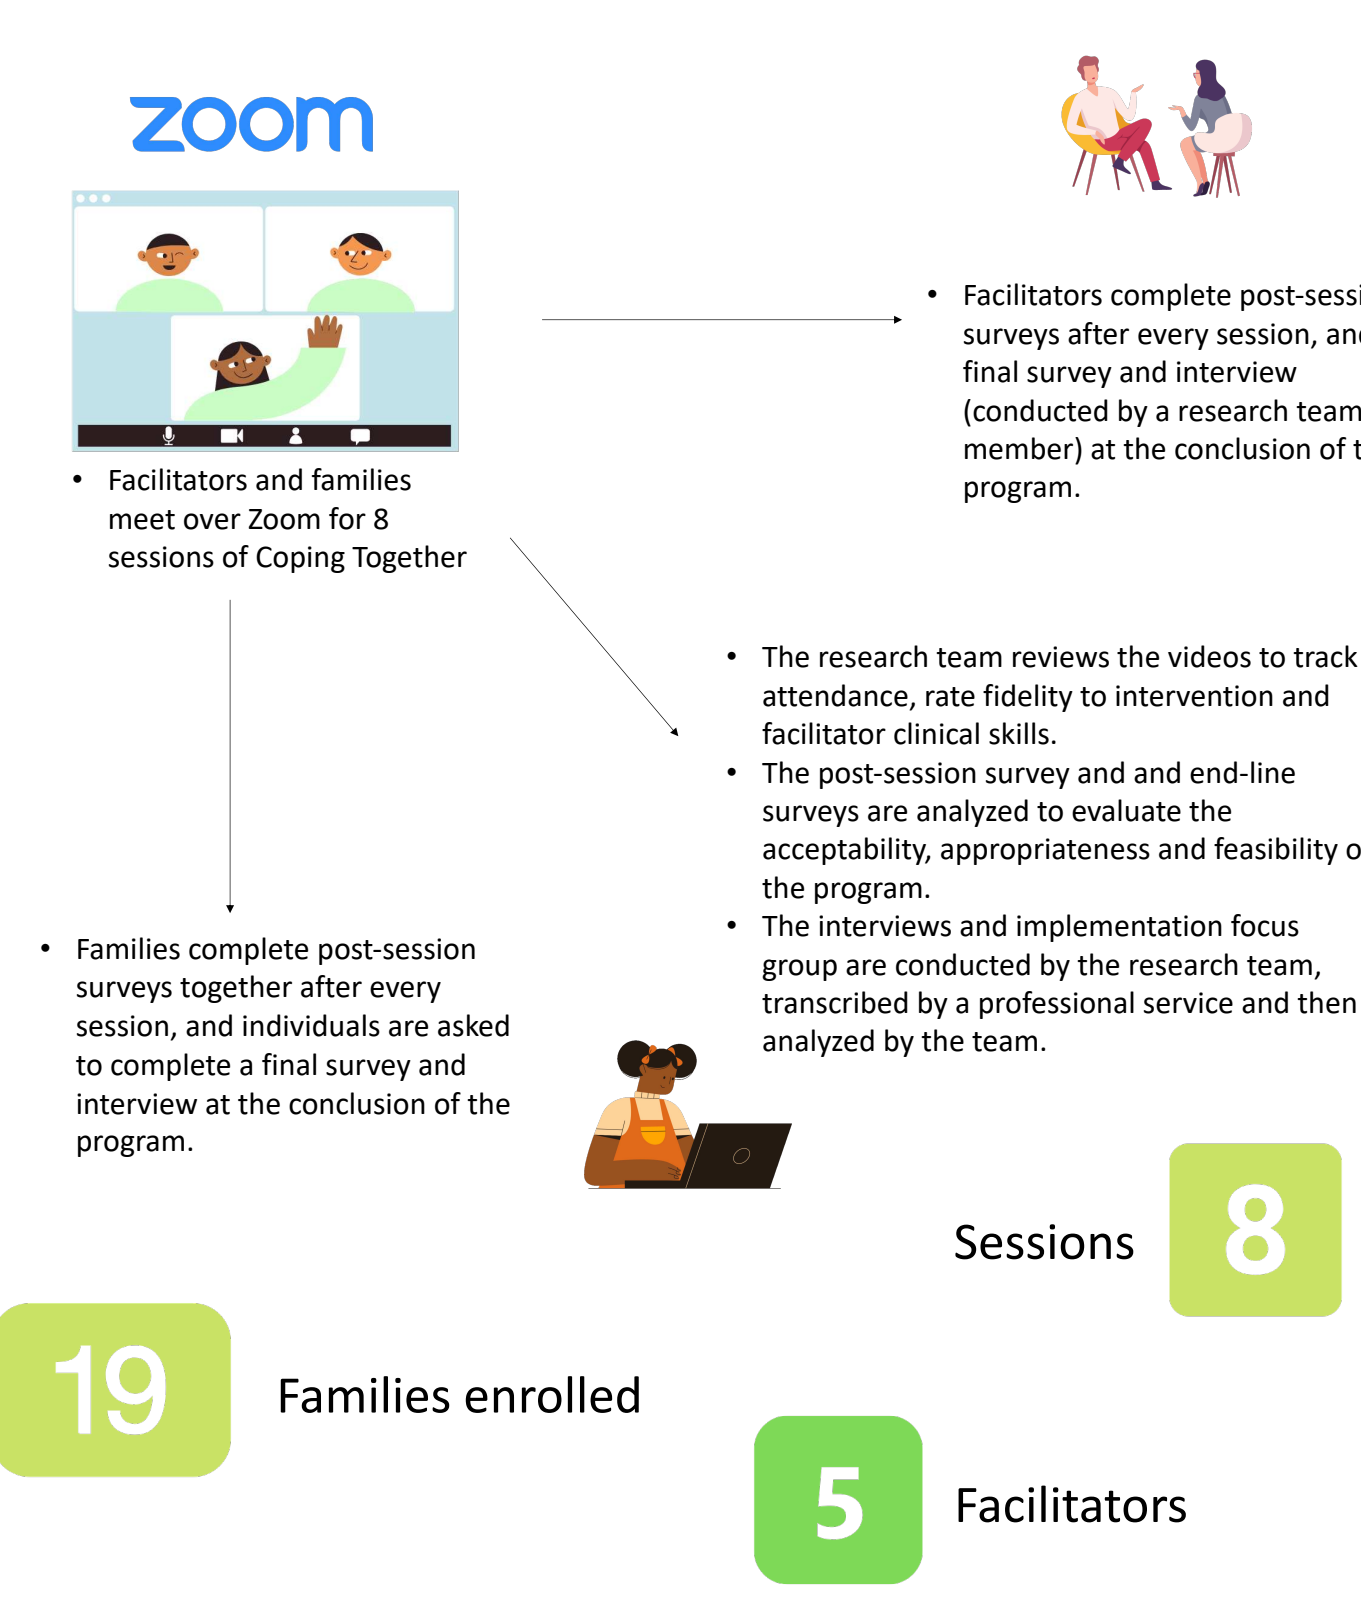 zoom
• Facilitators and families
meet over Zoom for 8
sessions of Coping Together
• Facilitators complete
surveys after every session,
final survey and interview
(conducted by a research team
member) at the conclusion of
program.
• The research team reviews the videos to track
attendance, rate fidelity to intervention and
facilitator clinical skills.
• The post-session survey and and end-line
surveys are analyzed to evaluate the
acceptability, appropriateness and feasibility
the program.
• The interviews and implementation focus
group are conducted by the research team,
transcribed by a professional service and then
analyzed by the team.
• Families complete post-session
surveys together after every
session, and individuals are asked
to complete a final survey and
interview at the conclusion of the
program.
Sessions 8
19 Families enrolled
5 Facilitators